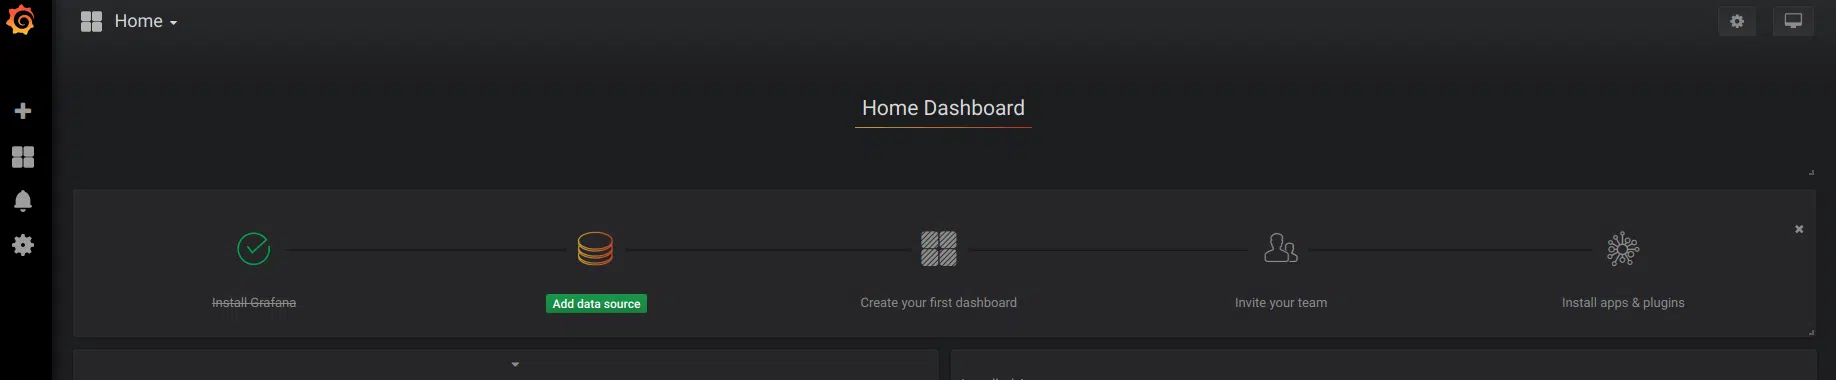 Home
Home Dashboard
Install Grafana
Add data source
Create your first dashboard
Invite your team
Install apps & plugins